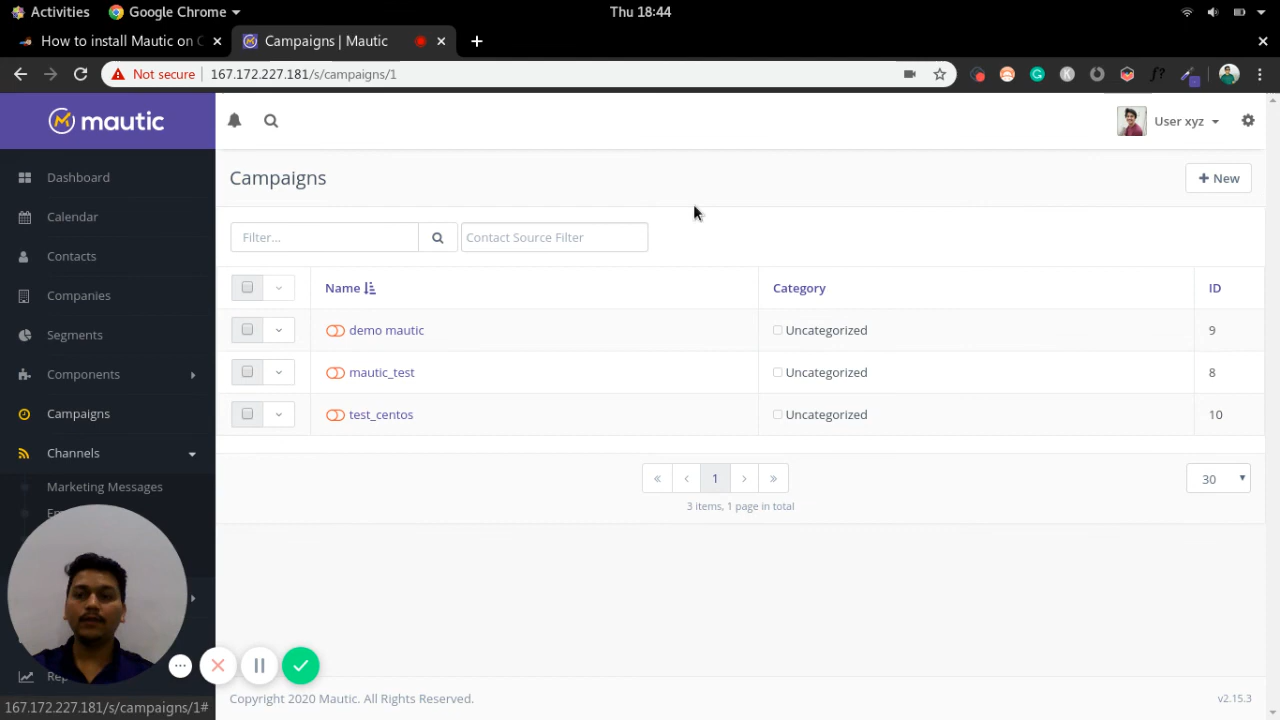 Activities
Google Chrome
Thu 18:44
How to install Mautic on C
Campaigns | Mautic
Not secure
167.172.227.181/s/campaigns/1
mautic
User xyz
Dashboard
Calendar
Contacts
Companies
Segments
Components
Campaigns
Channels
Marketing Messages
Campaigns
+ New
Filter...
Contact Source Filter
Name
Category
ID
demo mautic
Uncategorized
9
mautic_test
Uncategorized
8
test_centos
Uncategorized
10
« ‹ 1 › »
30
3 items, 1 page in total
Copyright 2020 Mautic. All Rights Reserved.
v2.15.3
167.172.227.181/s/campaigns/1#